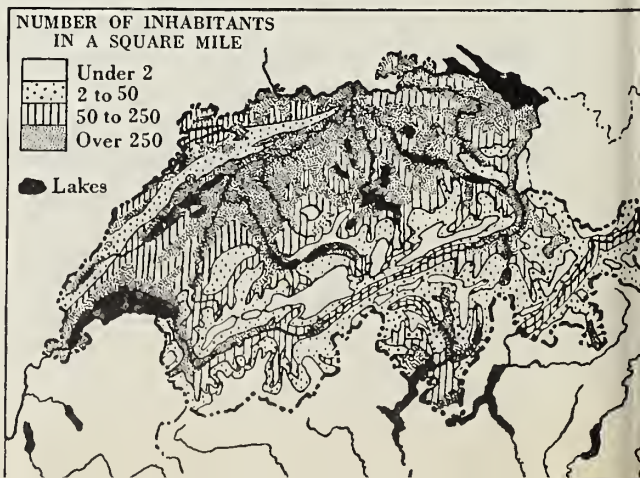 NUMBER OF INHABITANTS
IN A SQUARE MILE
Under 2
2 to 50
50 to 250
Over 250
Lakes